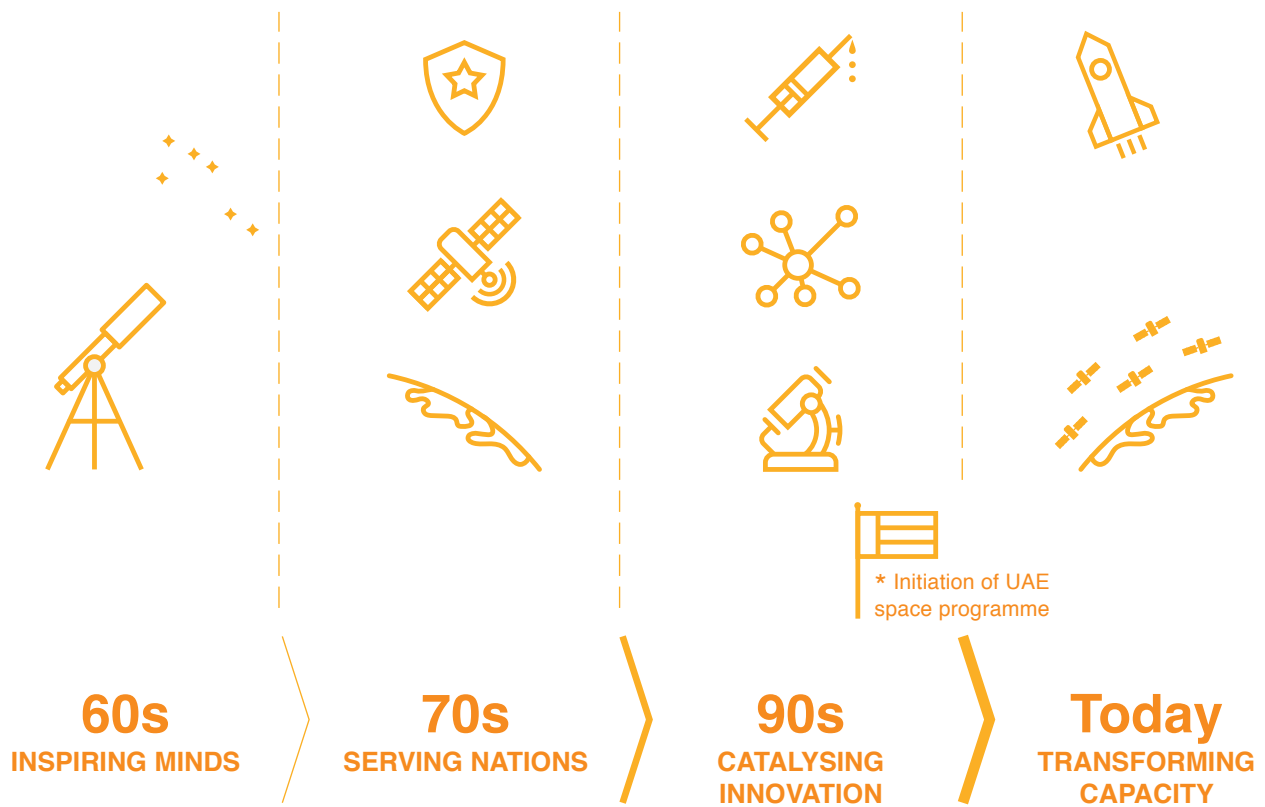 * Initiation of UAE
space programme
60s
INSPIRING MINDS
70s
SERVING NATIONS
90s
CATALYSING
INNOVATION
Today
TRANSFORMING
CAPACITY